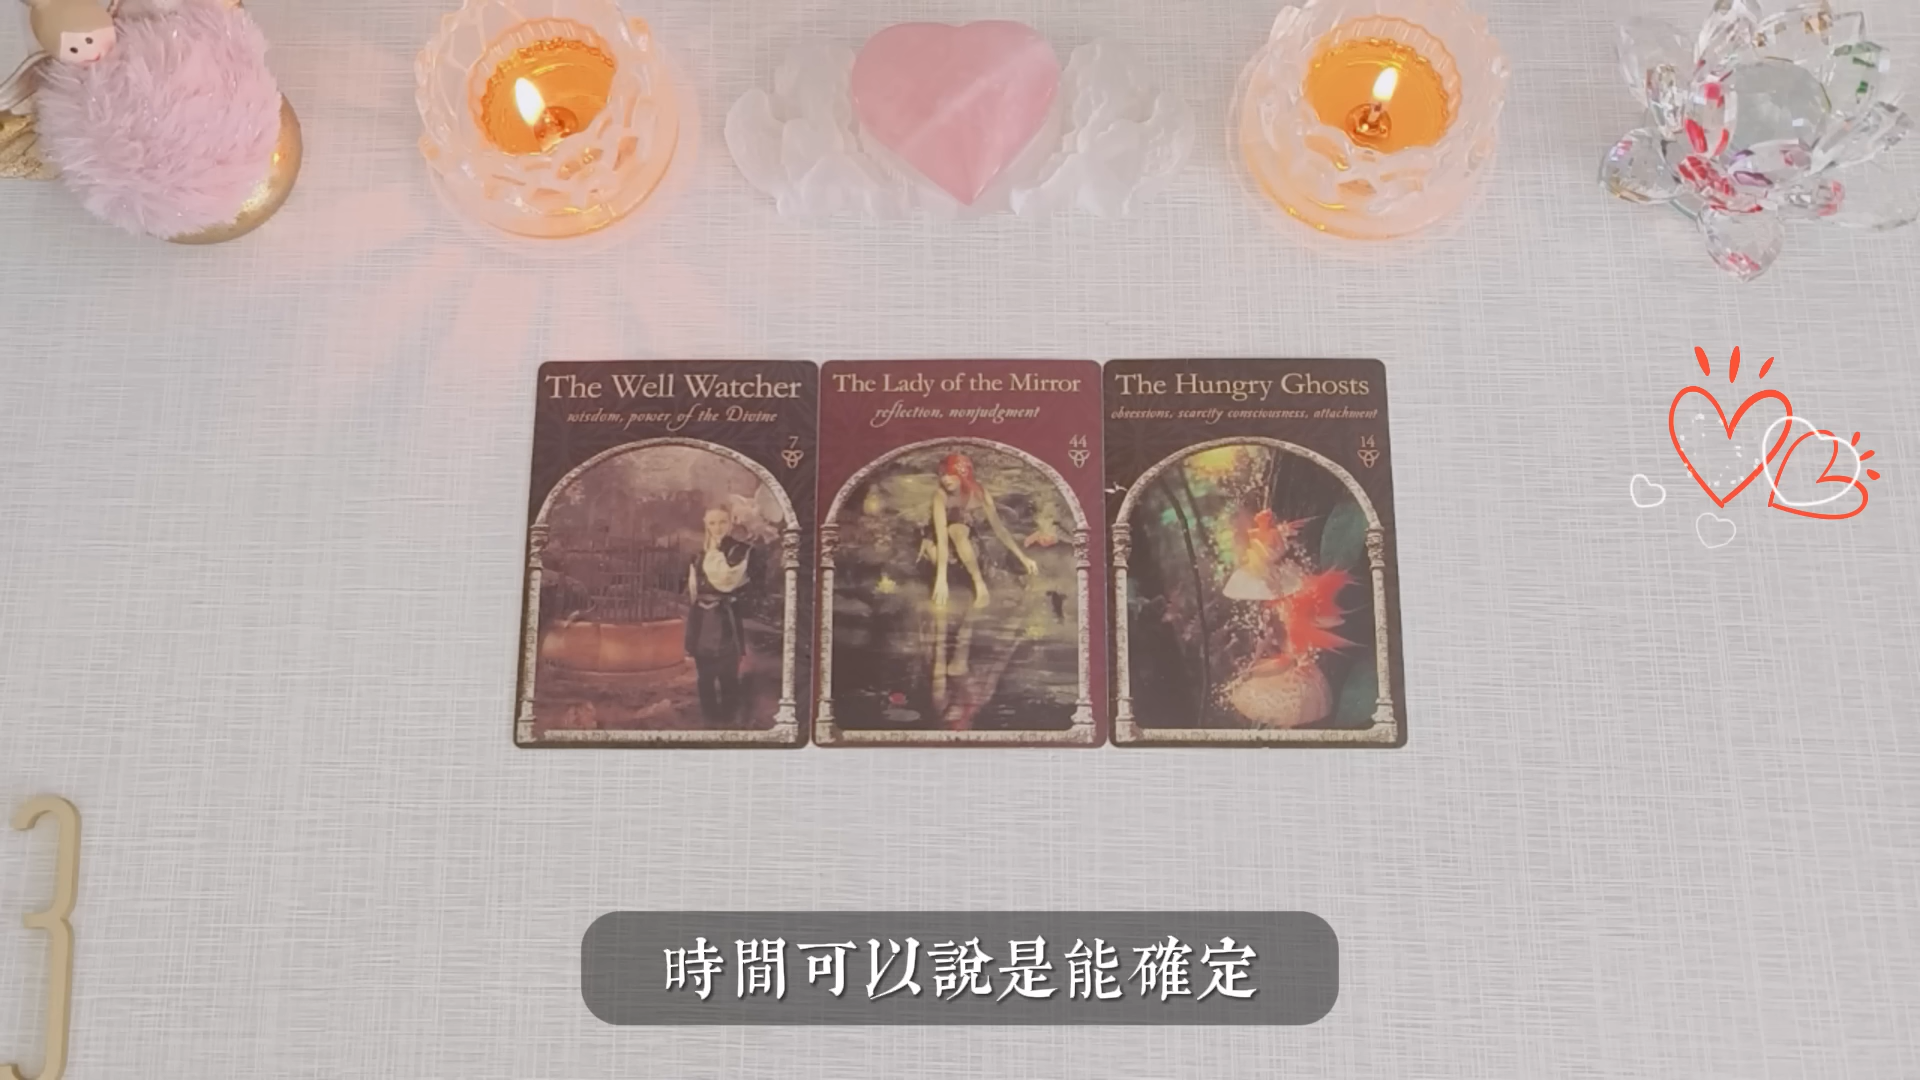 The Well Watcher
wisdom, power of the Divine
7
The Lady of the Mirror
reflection, nonjudgment
44
The Hungry Ghosts
obsessions, scarcity consciousness, attachment
14
3
時間可以說是能確定